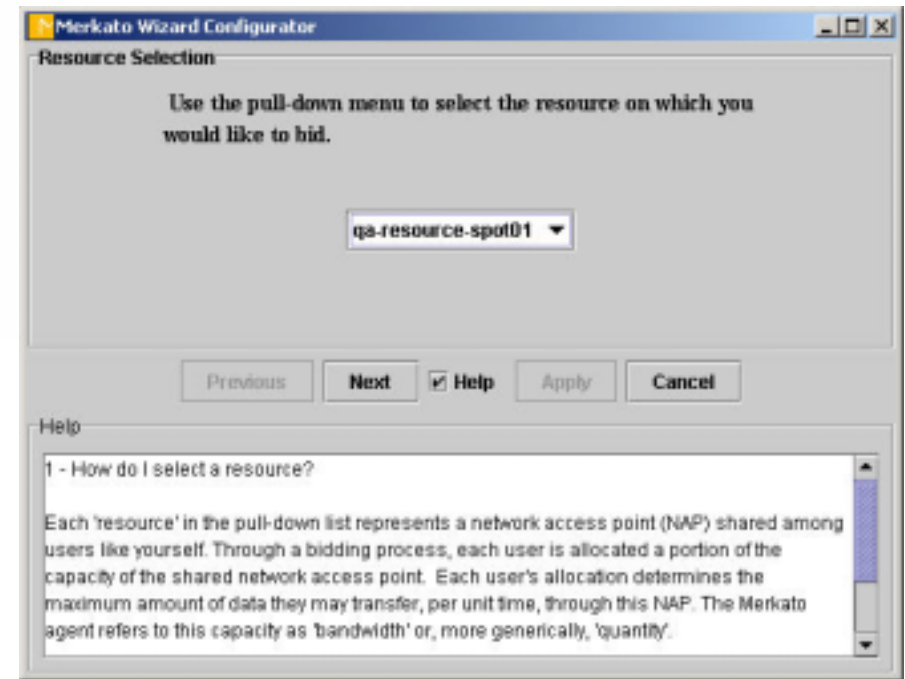 Merkato Wizard Configurator
Resource Selection
Use the pull-down menu to select the resource on which you
would like to bid.
qa-resource-spot01
Previous Next Help Apply Cancel
Help
1 - How do I select a resource?
Each 'resource' in the pull-down list represents a network access point (NAP) shared among
users like yourself. Through a bidding process, each user is allocated a portion of the
capacity of the shared network access point. Each user's allocation determines the
maximum amount of data they may transfer, per unit time, through this NAP. The Merkato
agent refers to this capacity as 'bandwidth' or, more generically, 'quantity'.